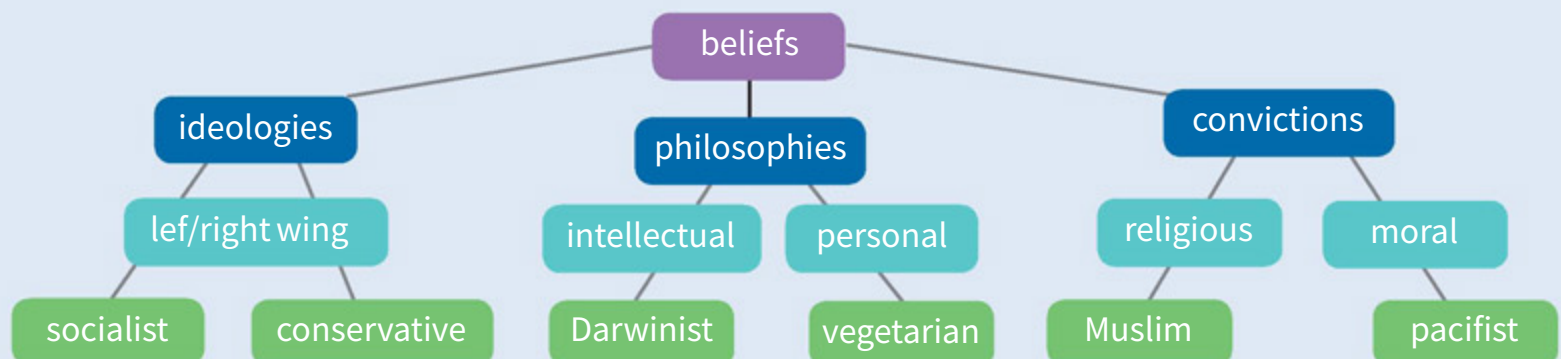 beliefs
ideologies
philosophies
convictions
lef/right wing
intellectual
personal
religious
moral
socialist
conservative
Darwinist
vegetarian
Muslim
pacifist